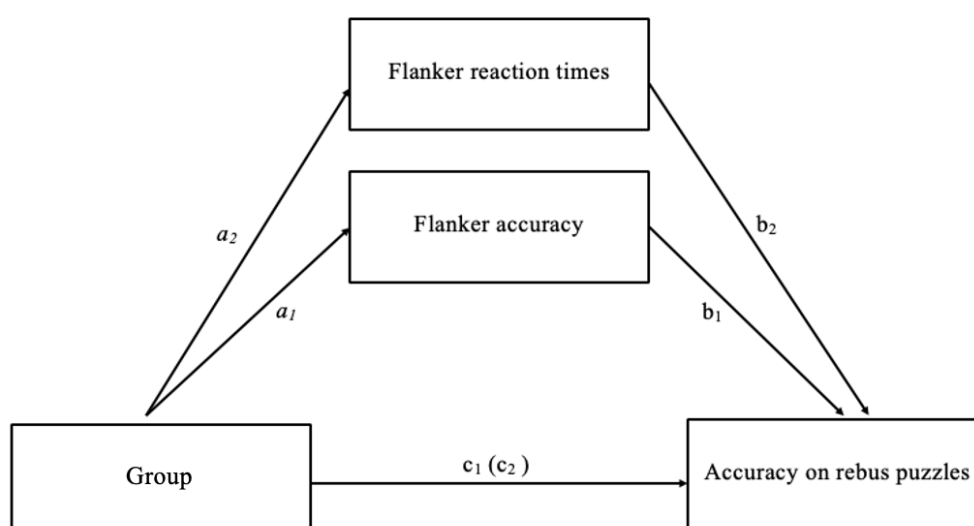 Flanker reaction times
Flanker accuracy
a₂
b₂
a₁
b₁
c₁ (c₂ )
Group
Accuracy on rebus puzzles